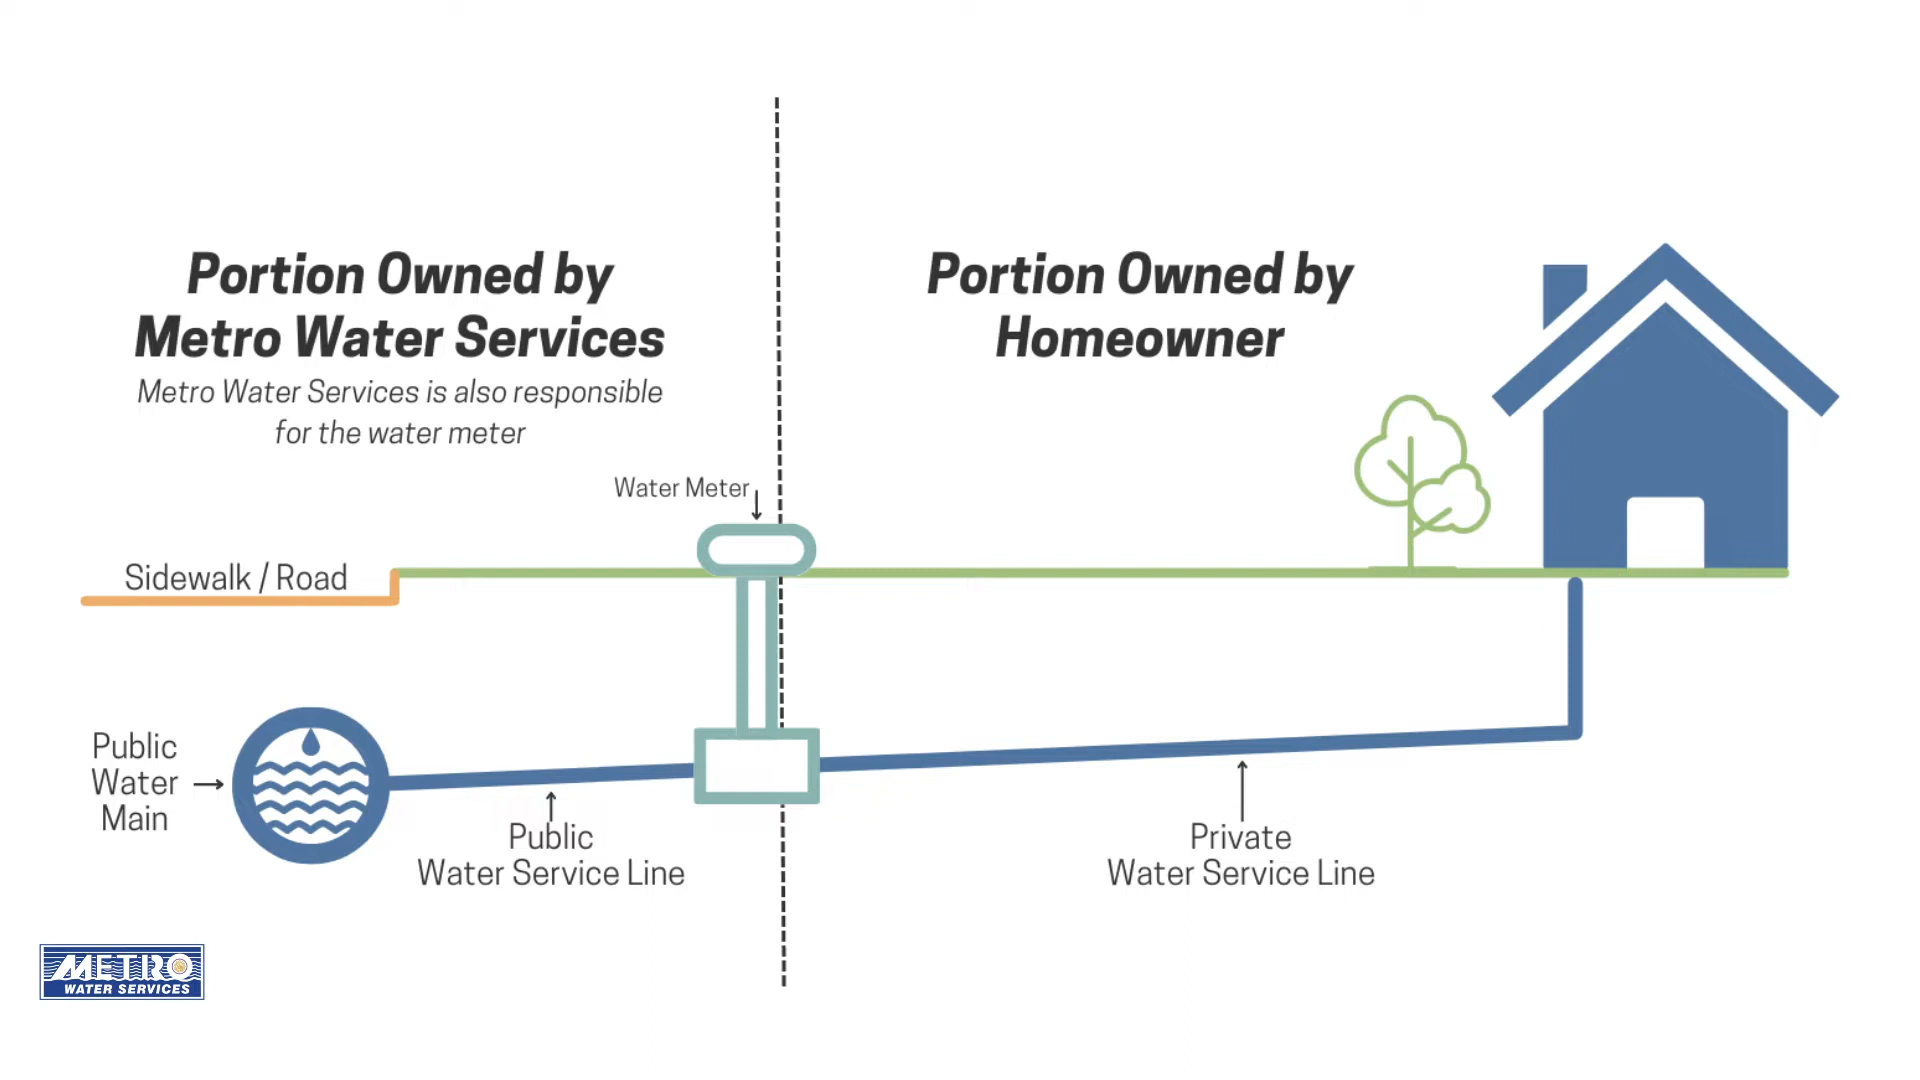 Portion Owned by
Metro Water Services
Metro Water Services is also responsible
for the water meter
Portion Owned by
Homeowner
Water Meter
Sidewalk / Road
Public
Water
Main
Public
Water Service Line
Private
Water Service Line
METRO
WATER SERVICES